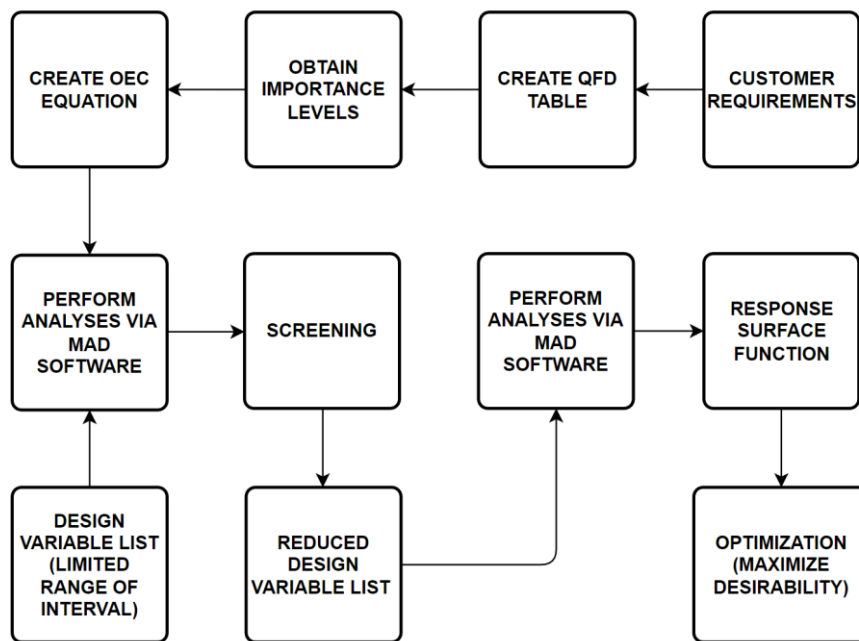 CREATE OEC
EQUATION
OBTAIN
IMPORTANCE
LEVELS
CREATE QFD
TABLE
CUSTOMER
REQUIREMENTS
PERFORM
ANALYSES VIA
MAD
SOFTWARE
SCREENING
PERFORM
ANALYSES VIA
MAD
SOFTWARE
RESPONSE
SURFACE
FUNCTION
DESIGN
VARIABLE LIST
(LIMITED
RANGE OF
INTERVAL)
REDUCED
DESIGN
VARIABLE LIST
OPTIMIZATION
(MAXIMIZE
DESIRABILITY)